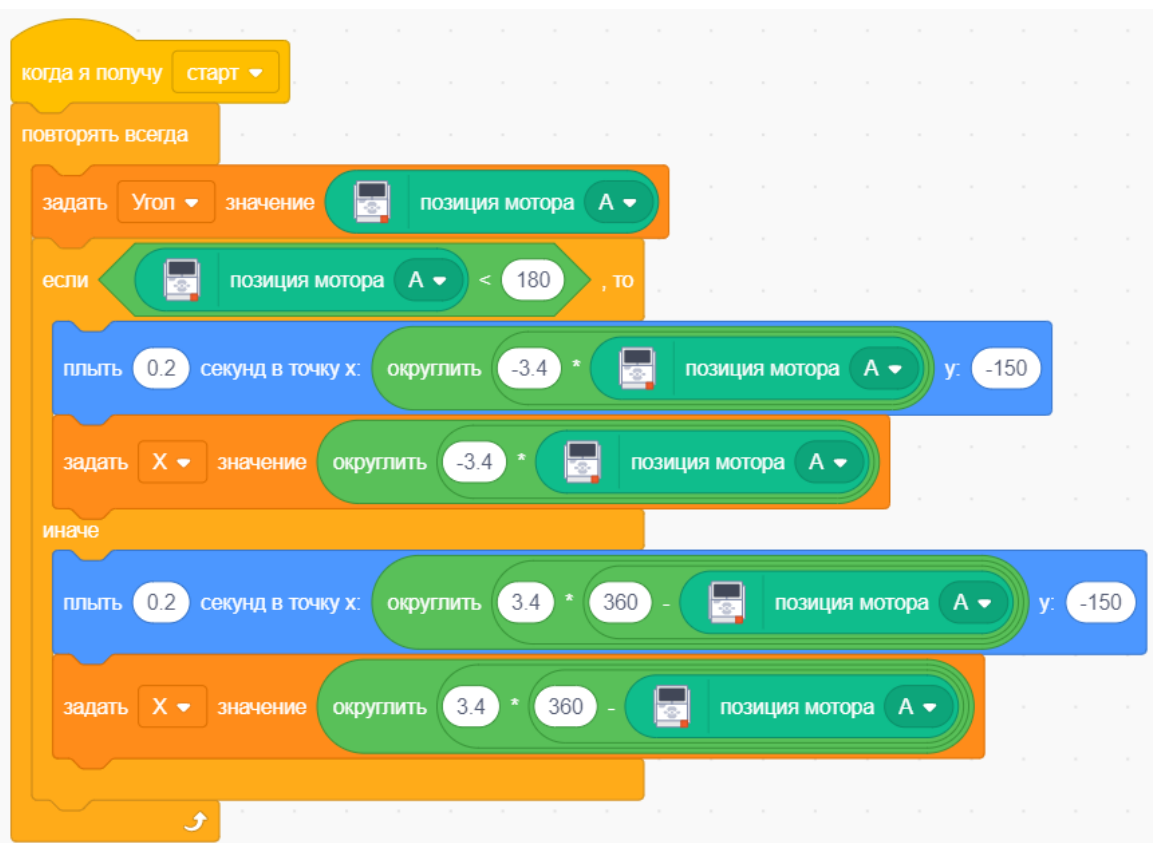 когда я получу старт
повторять всегда
задать Угол значение позиция мотора A
если позиция мотора A < 180 , то
плыть 0.2 секунд в точку x: округлить -3.4 * позиция мотора A y: -150
задать X значение округлить -3.4 * позиция мотора A
иначе
плыть 0.2 секунд в точку x: округлить 3.4 * 360 - позиция мотора A y: -150
задать X значение округлить 3.4 * 360 - позиция мотора A